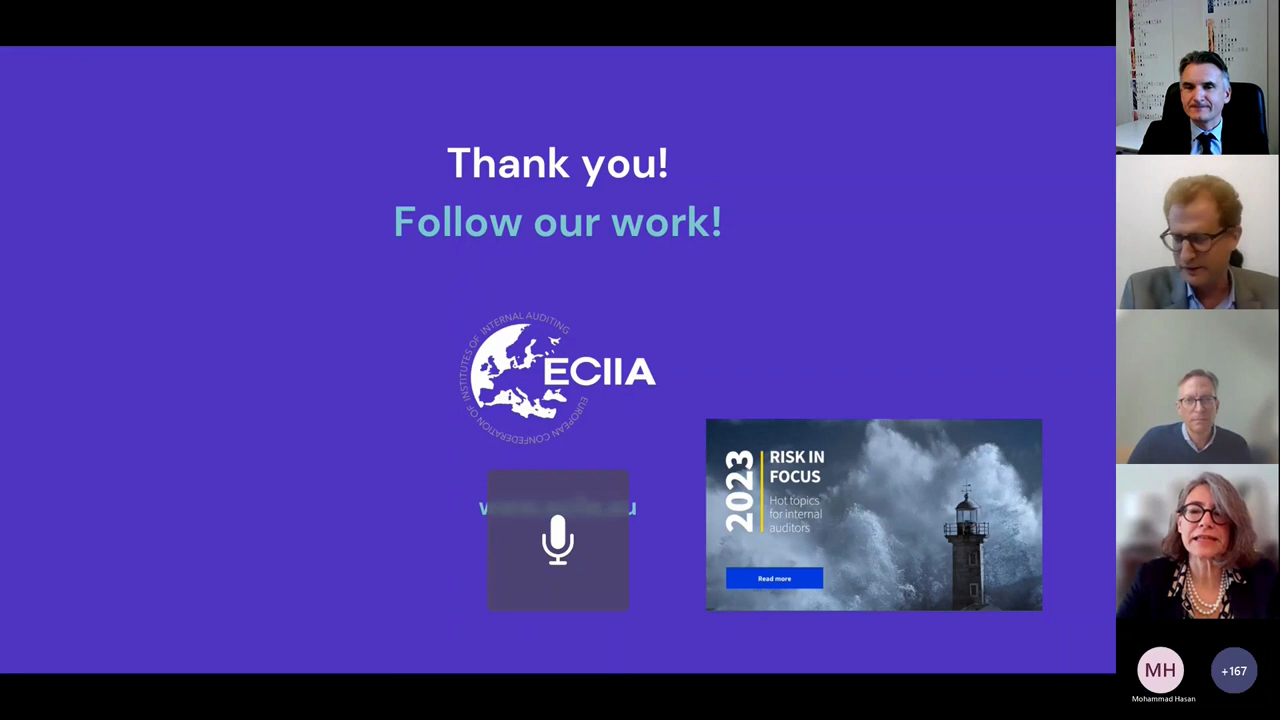 Thank you!
Follow our work!
EUROPEAN CONFEDERATION OF INSTITUTES OF INTERNAL AUDITING
ECIIA
2023
RISK IN
FOCUS
Hot topics
for internal
auditors
Read more
MH
+167
Mohammad Hasan